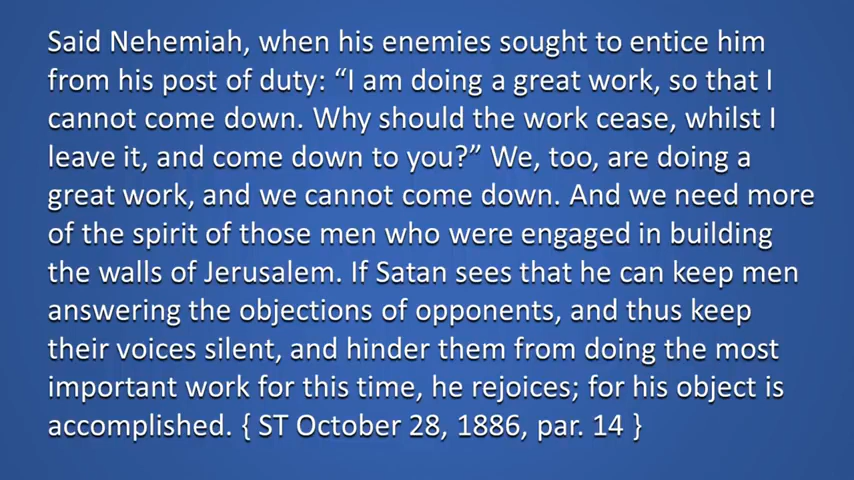 Said Nehemiah, when his enemies sought to entice him
from his post of duty: “I am doing a great work, so that I
cannot come down. Why should the work cease, whilst I
leave it, and come down to you?” We, too, are doing a
great work, and we cannot come down. And we need more
of the spirit of those men who were engaged in building
the walls of Jerusalem. If Satan sees that he can keep men
answering the objections of opponents, and thus keep
their voices silent, and hinder them from doing the most
important work for this time, he rejoices; for his object is
accomplished. { ST October 28, 1886, par. 14 }